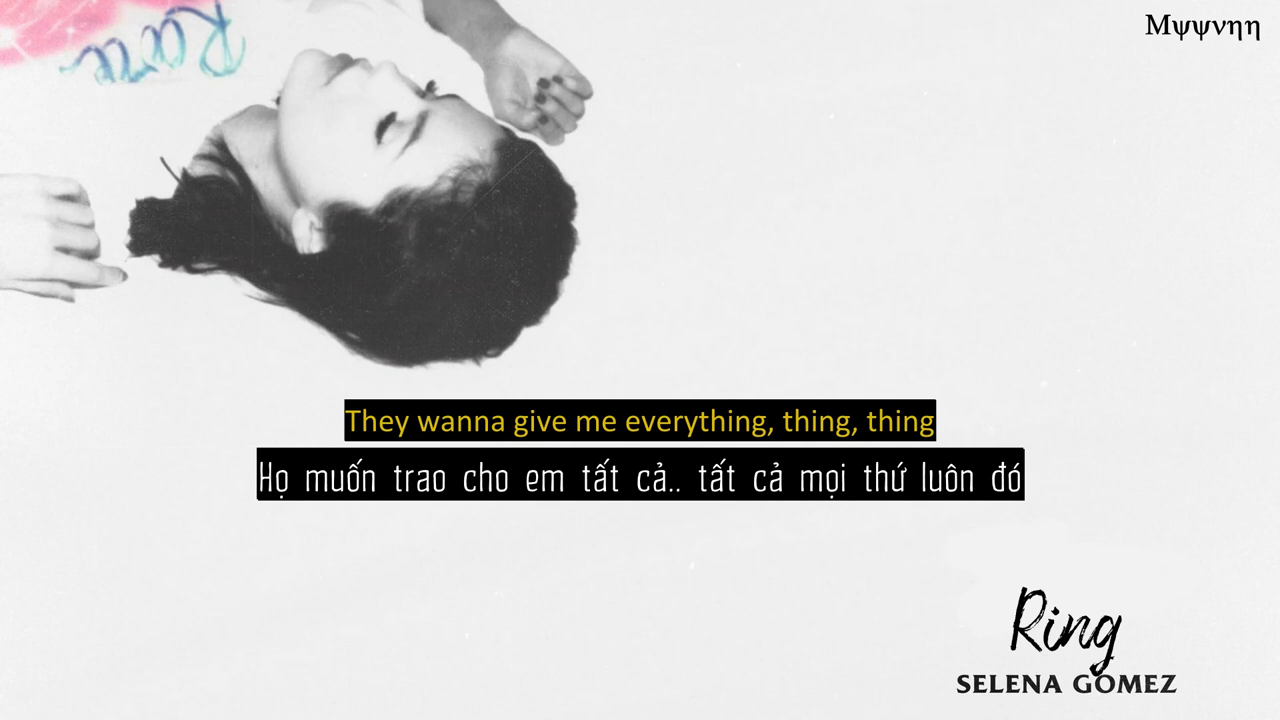 Rare
Μψψνηη
They wanna give me everything, thing, thing
Họ muốn trao cho em tất cả.. tất cả mọi thứ luôn đó
Ring
SELENA GOMEZ